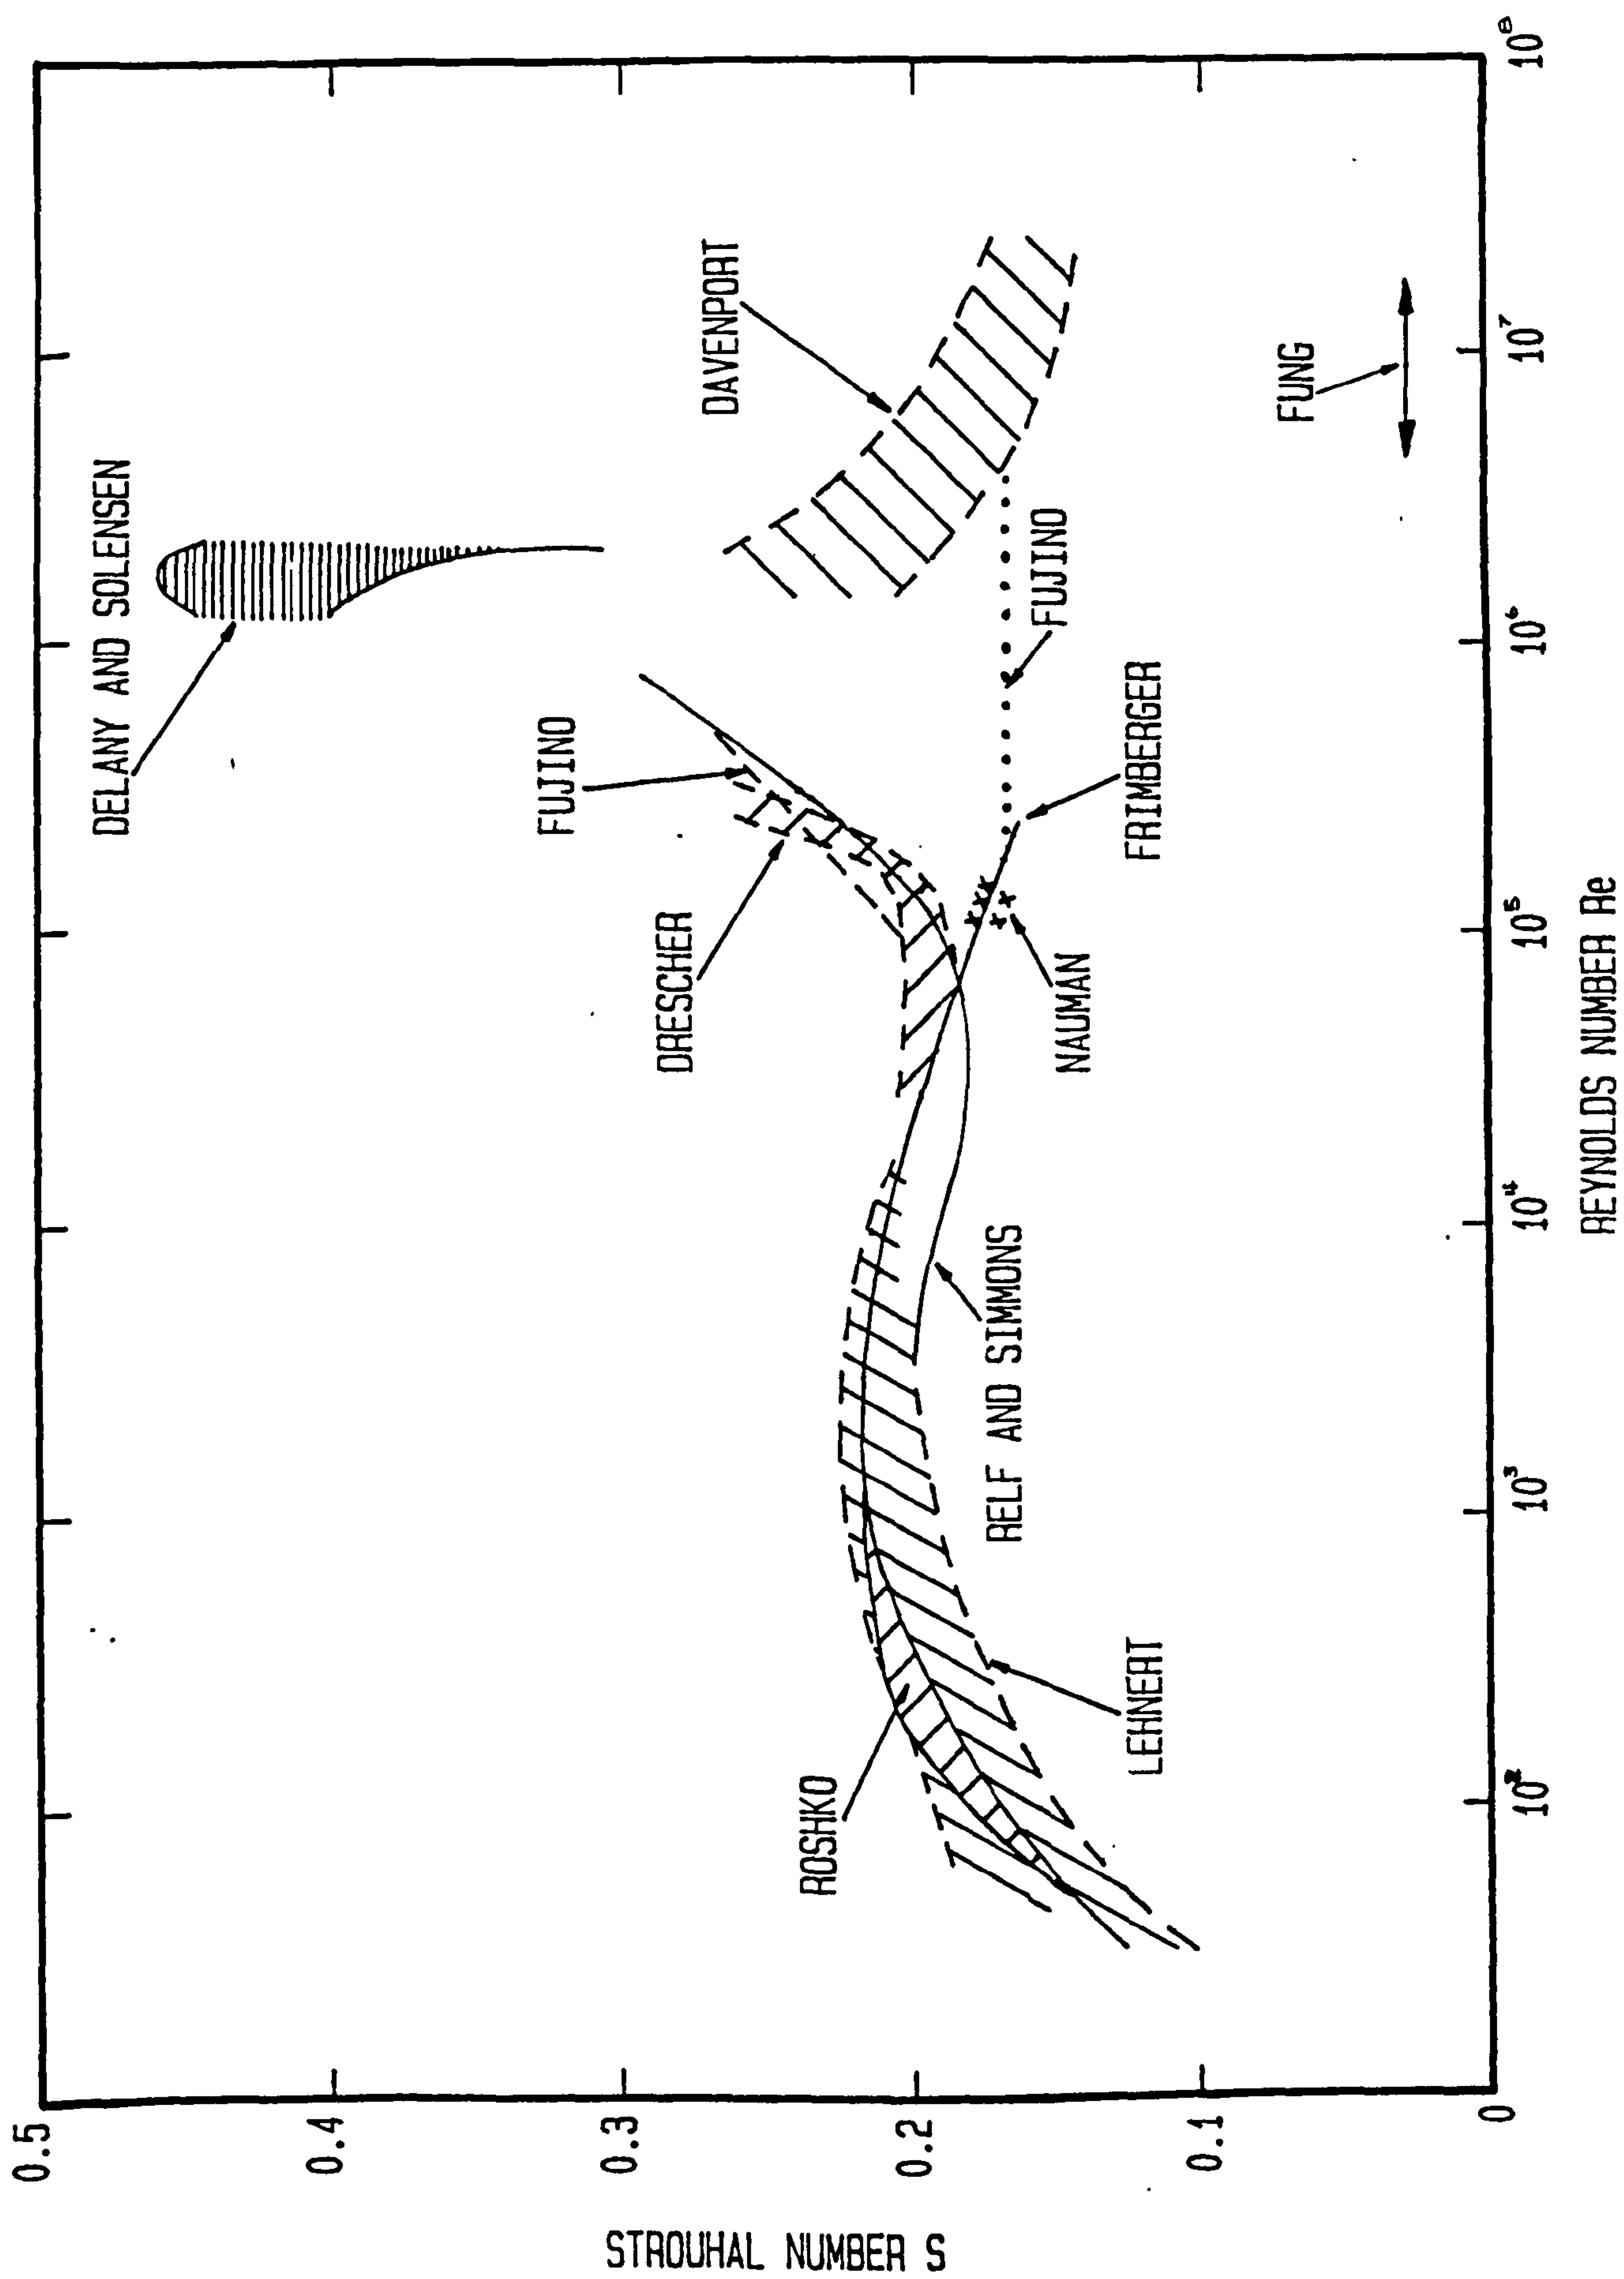 STROUHAL NUMBER S
0.5
0.4
0.3
0.2
0.1
0
DELANY AND SOLENSEN
FUJINO
DRESCHER
DAVENPORT
ROSHKO
LEHNERT
RELF AND SIMMONS
NAUMAN
FRIMBERGER
FUJINO
FUNG
10² 10³ 10⁴ 10⁵ 10⁶ 10⁷ 10⁸
REYNOLDS NUMBER Re